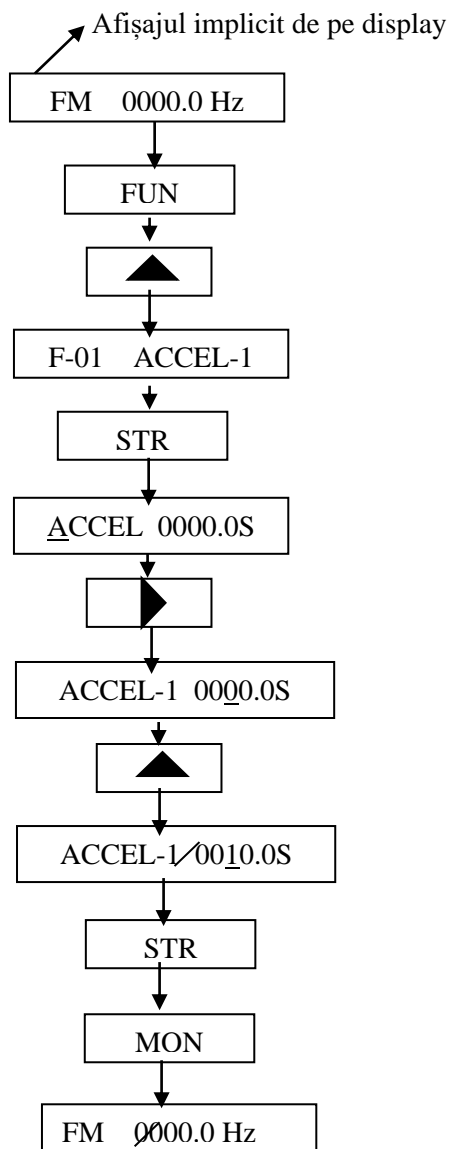 Afișajul implicit de pe display
FM 0000.0 Hz
FUN
F-01 ACCEL-1
STR
ACCEL 0000.0S
ACCEL-1 0000.0S
ACCEL-1 0010.0S
STR
MON
FM 0000.0 Hz